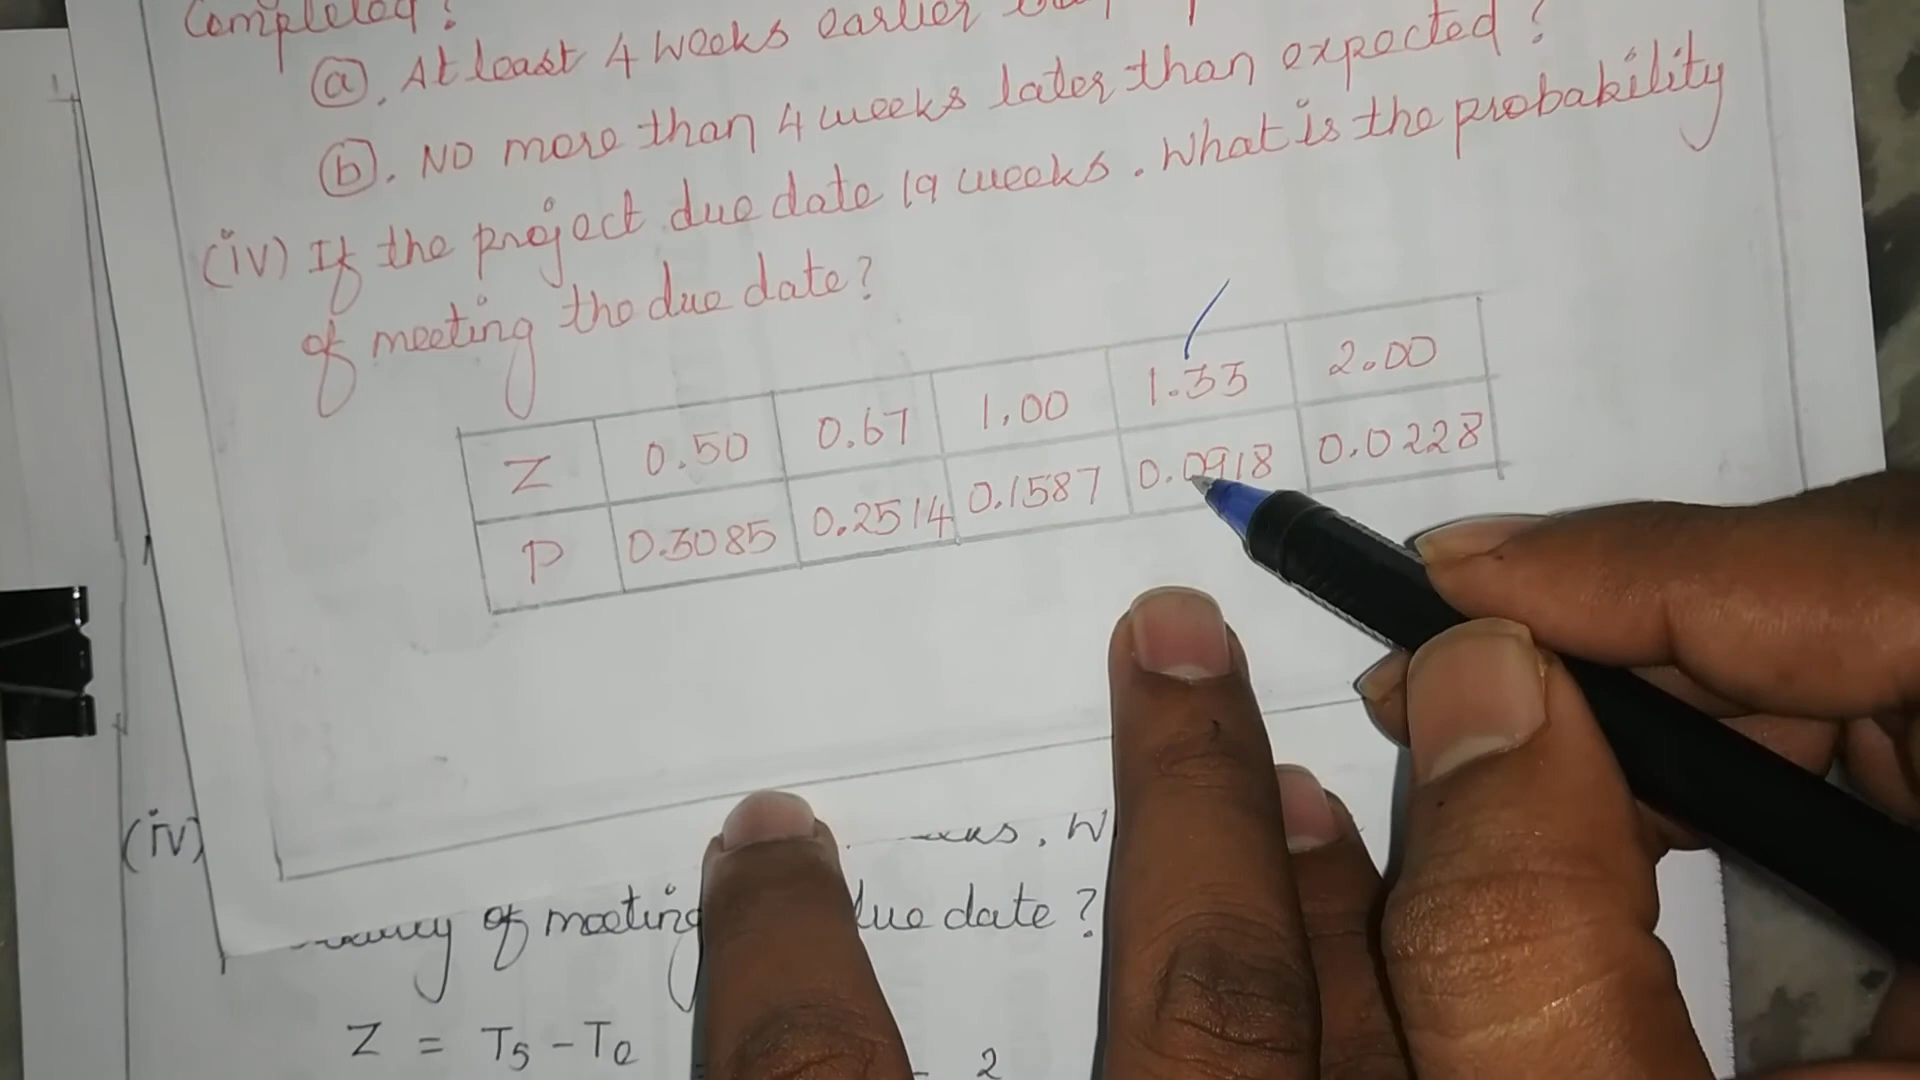 Completed?
(a). At least 4 weeks earlier
(b). NO more than 4 weeks later than expected?
(iv) If the project due date 19 weeks. What is the probability
of meeting the due date?
Z 0.50 0.67 1.00 1.33 2.00
P 0.3085 0.2514 0.1587 0.0918 0.0228
(iv)
of meeting due date?
Z = Ts - Te
2